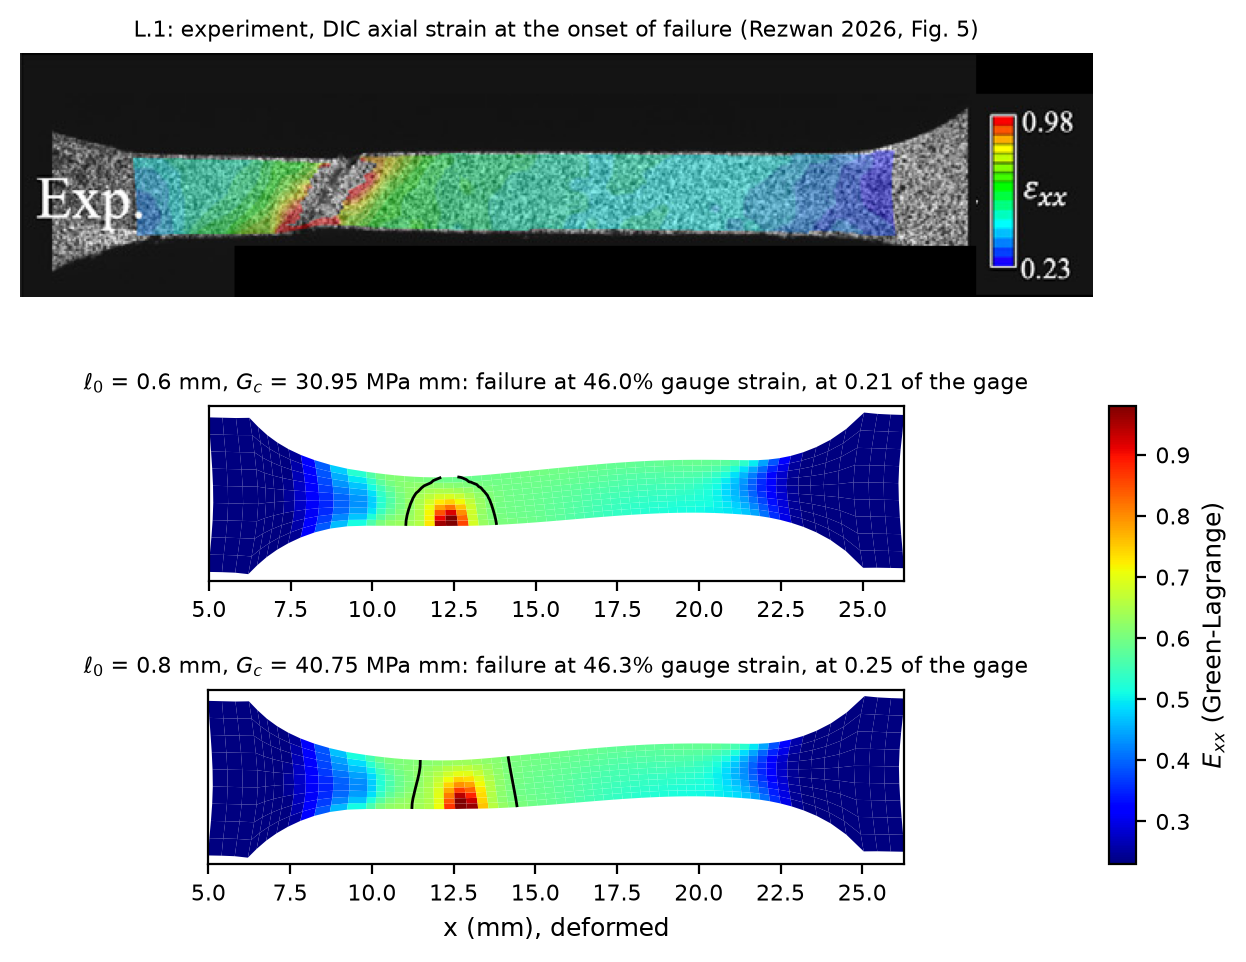 L.1: experiment, DIC axial strain at the onset of failure (Rezwan 2026, Fig. 5)
Exp.
0.98
εxx
0.23
ℓ0 = 0.6 mm, Gc = 30.95 MPa mm: failure at 46.0% gauge strain, at 0.21 of the gage
5.0 7.5 10.0 12.5 15.0 17.5 20.0 22.5 25.0
ℓ0 = 0.8 mm, Gc = 40.75 MPa mm: failure at 46.3% gauge strain, at 0.25 of the gage
5.0 7.5 10.0 12.5 15.0 17.5 20.0 22.5 25.0
x (mm), deformed
0.9
0.8
0.7
0.6
0.5
0.4
0.3
Exx (Green-Lagrange)